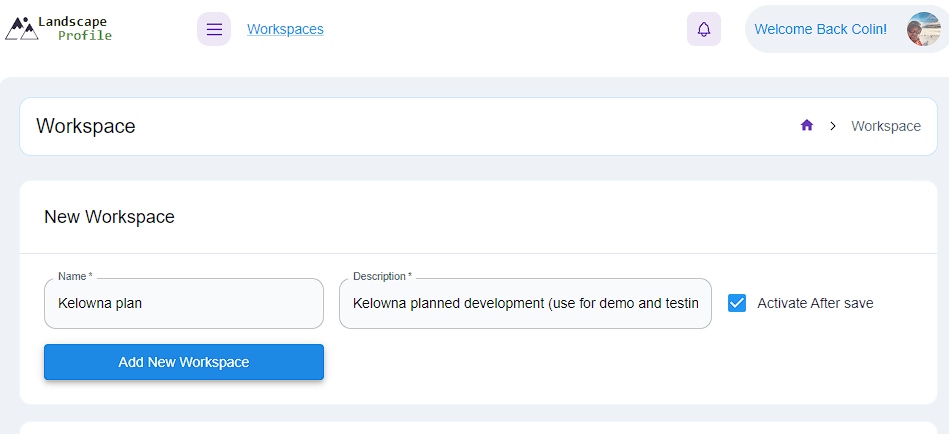 Landscape
Profile
Workspaces
Welcome Back Colin!
Workspace
Workspace
New Workspace
Name *
Description *
Kelowna plan
Kelowna planned development (use for demo and testin
Activate After save
Add New Workspace